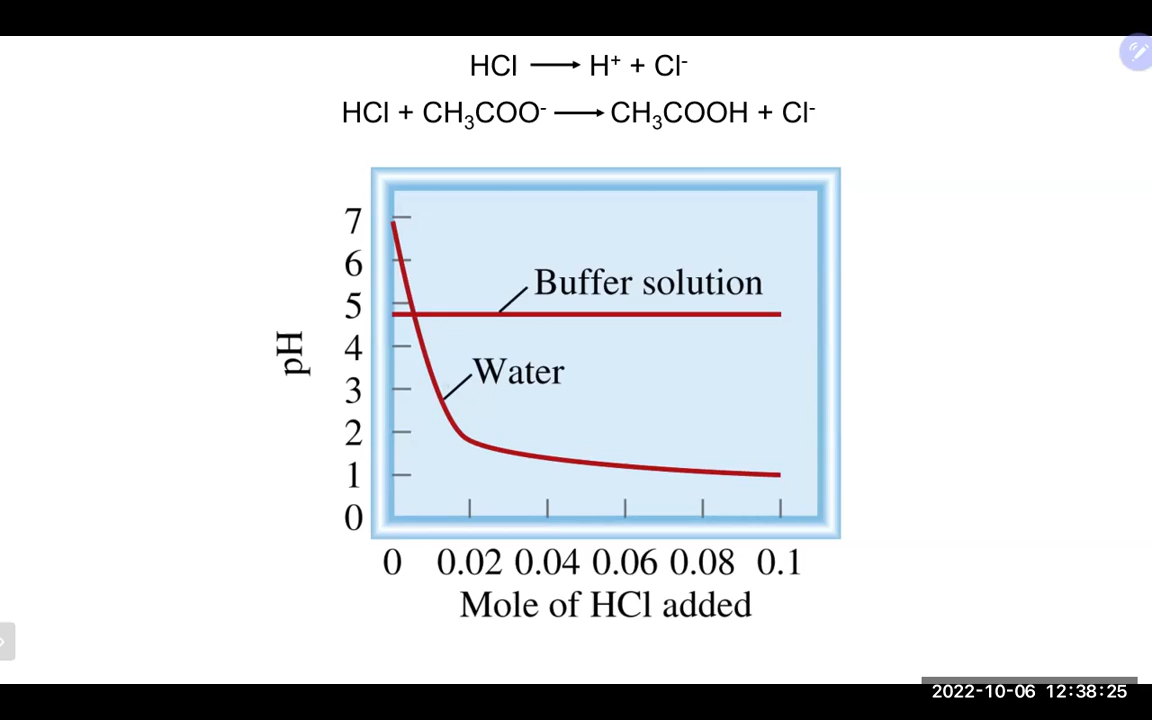 HCl ⟶ H⁺ + Cl⁻
HCl + CH₃COO⁻ ⟶ CH₃COOH + Cl⁻
7
6
5
4
3
2
1
0
pH
Buffer solution
Water
0 0.02 0.04 0.06 0.08 0.1
Mole of HCl added
2022-10-06 12:38:25